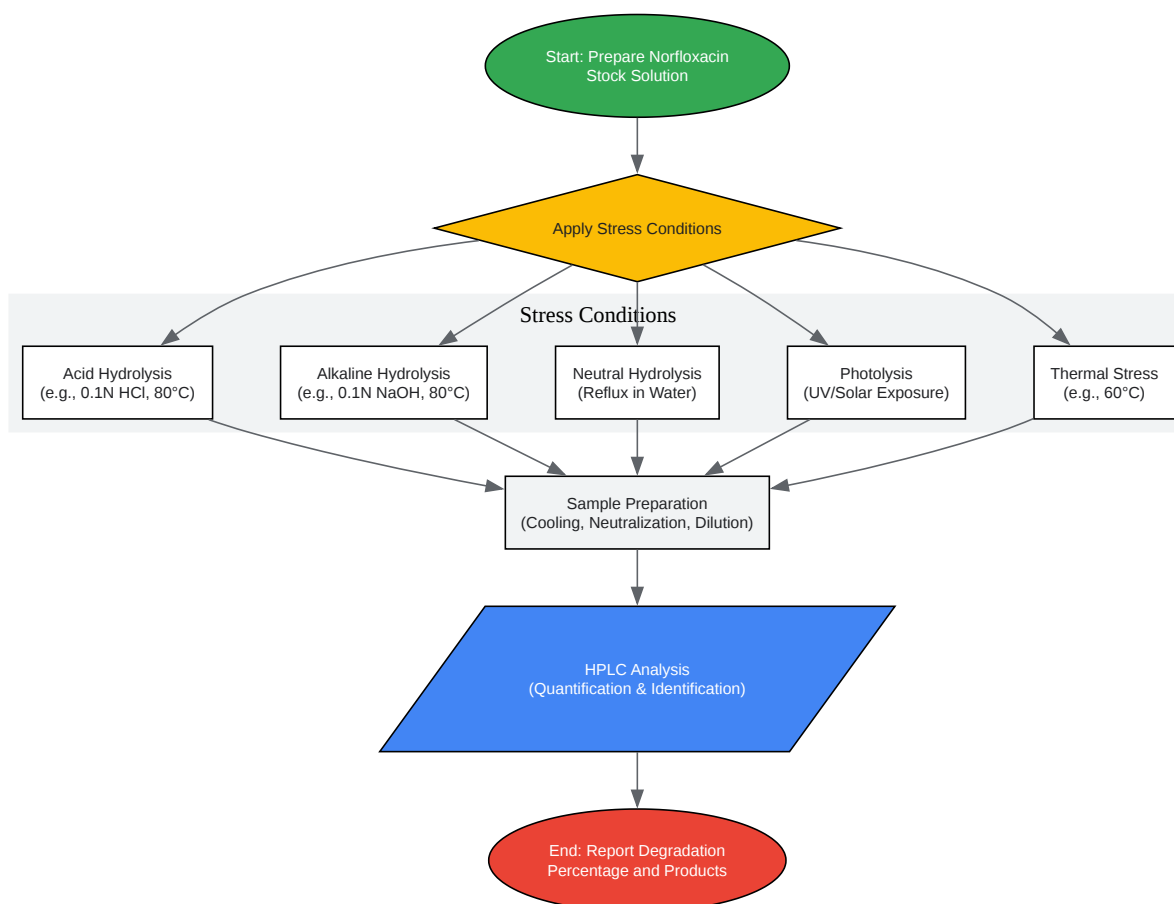 Start: Prepare Norfloxacin
Stock Solution
Apply Stress Conditions
Stress Conditions
Acid Hydrolysis
(e.g., 0.1N HCl, 80°C)
Alkaline Hydrolysis
(e.g., 0.1N NaOH, 80°C)
Neutral Hydrolysis
(Reflux in Water)
Photolysis
(UV/Solar Exposure)
Thermal Stress
(e.g., 60°C)
Sample Preparation
(Cooling, Neutralization, Dilution)
HPLC Analysis
(Quantification & Identification)
End: Report Degradation
Percentage and Products